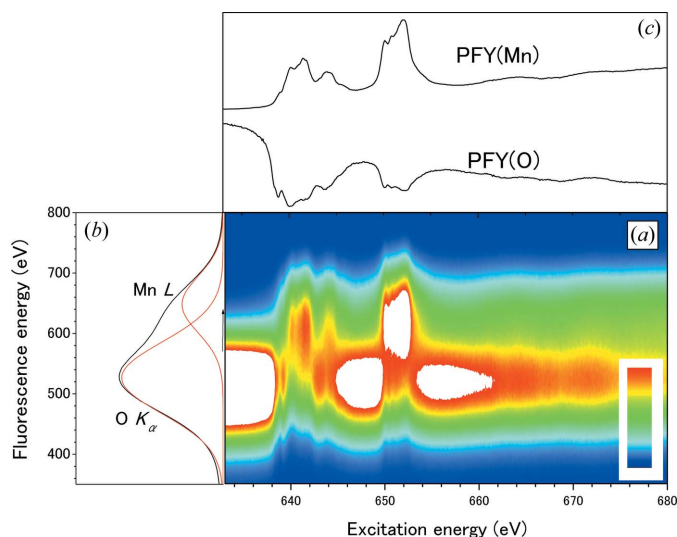 (c)
PFY(Mn)
PFY(O)
800
(b)
(a)
700
Mn L
600
500
O Kα
400
Fluorescence energy (eV)
640
650
660
670
680
Excitation energy (eV)